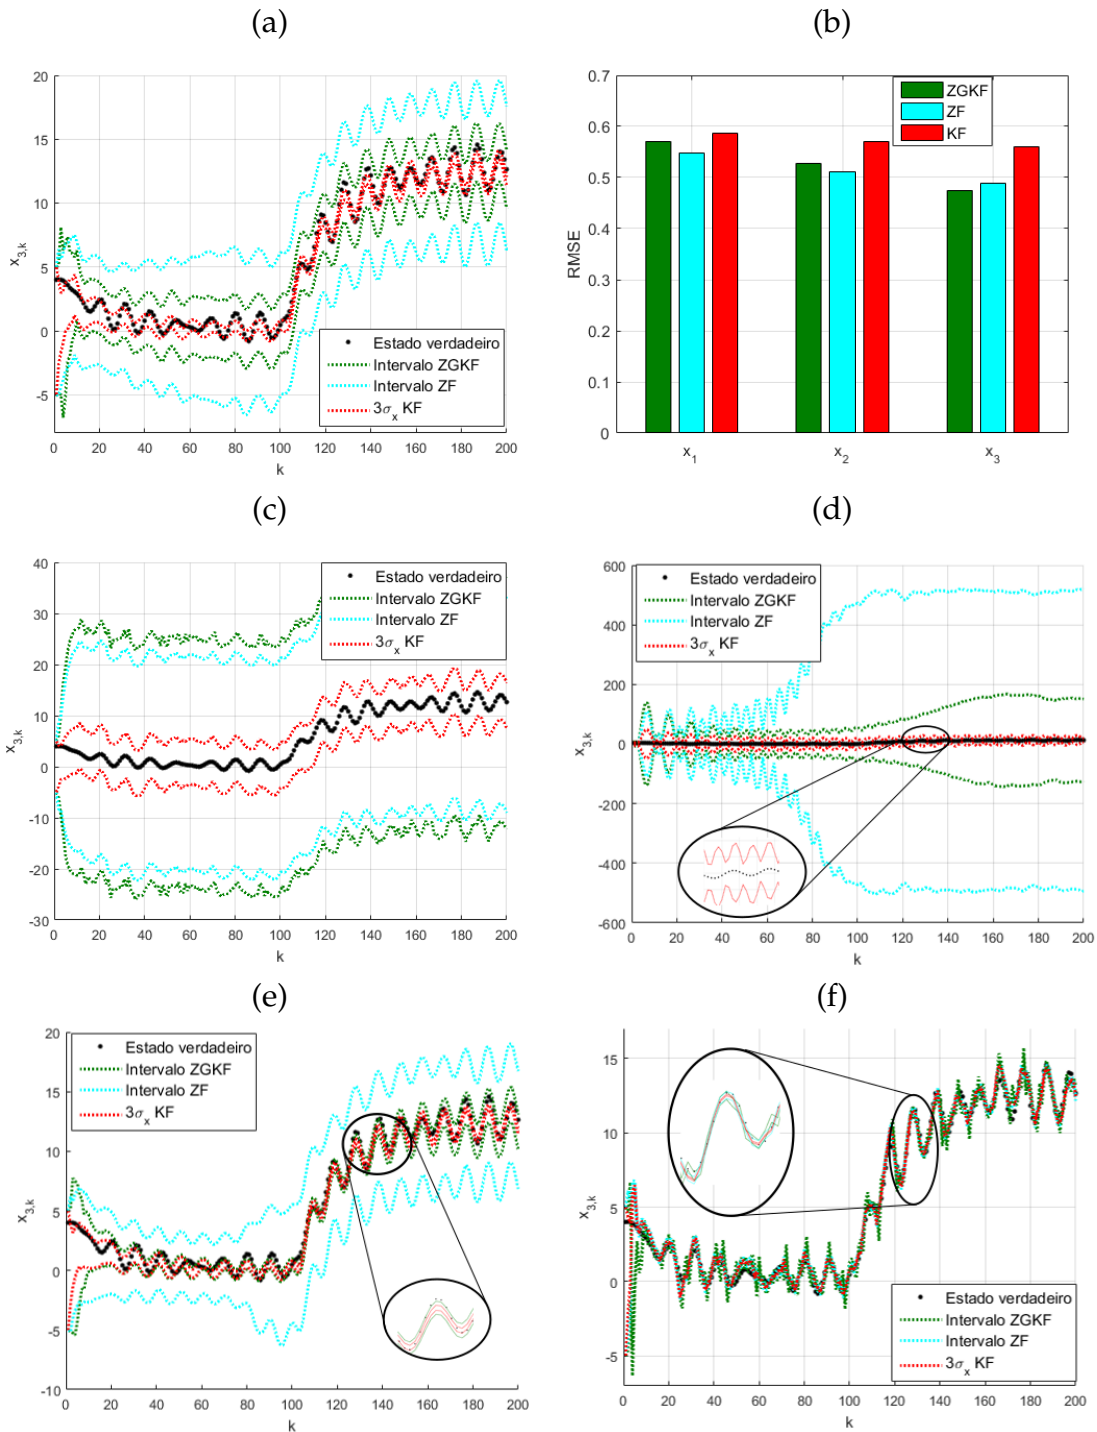 (a)
(b)
20
15
10
5
0
-5
x3,k
0 20 40 60 80 100 120 140 160 180 200
k
Estado verdadeiro
Intervalo ZGKF
Intervalo ZF
3σx KF
0.7
0.6
0.5
0.4
0.3
0.2
0.1
0
RMSE
x1 x2 x3
ZGKF
ZF
KF
(c)
(d)
40
30
20
10
0
-10
-20
-30
x3,k
0 20 40 60 80 100 120 140 160 180 200
k
Estado verdadeiro
Intervalo ZGKF
Intervalo ZF
3σx KF
600
400
200
0
-200
-400
-600
x3,k
0 20 40 60 80 100 120 140 160 180 200
k
Estado verdadeiro
Intervalo ZGKF
Intervalo ZF
3σx KF
(e)
(f)
20
15
10
5
0
-5
-10
x3,k
0 20 40 60 80 100 120 140 160 180 200
k
Estado verdadeiro
Intervalo ZGKF
Intervalo ZF
3σx KF
15
10
5
0
-5
x3,k
0 20 40 60 80 100 120 140 160 180 200
k
Estado verdadeiro
Intervalo ZGKF
Intervalo ZF
3σx KF